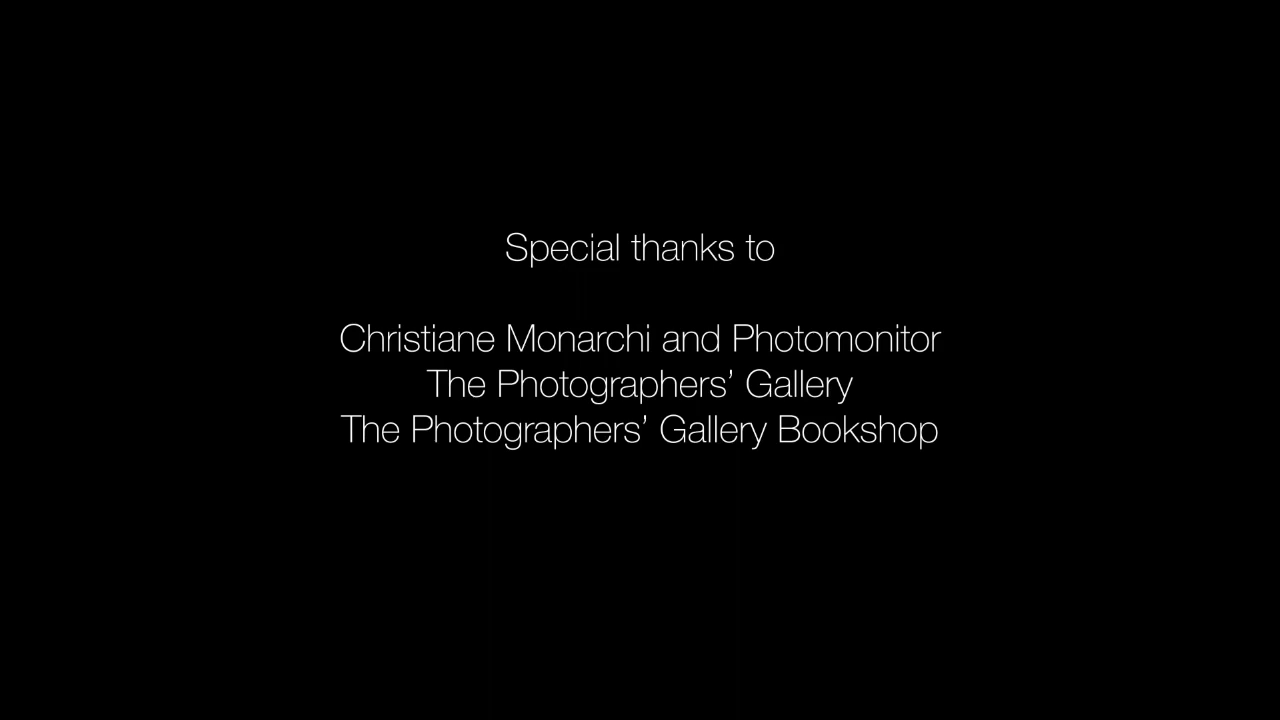 Special thanks to
Christiane Monarchi and Photomonitor
The Photographers’ Gallery
The Photographers’ Gallery Bookshop